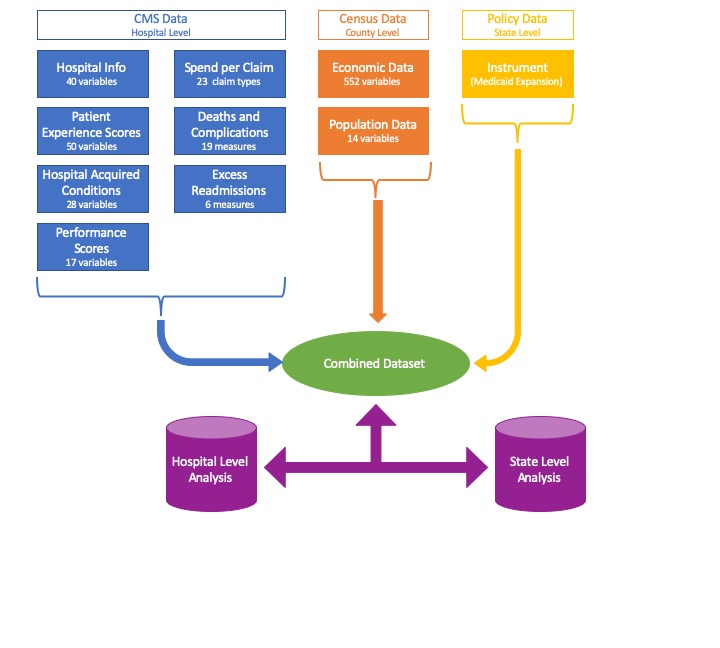 CMS Data
Hospital Level
Census Data
County Level
Policy Data
State Level
Hospital Info
40 variables
Spend per Claim
23 claim types
Economic Data
552 variables
Instrument
(Medicaid Expansion)
Patient
Experience Scores
50 variables
Deaths and
Complications
19 measures
Population Data
14 variables
Hospital Acquired
Conditions
28 variables
Excess
Readmissions
6 measures
Performance
Scores
17 variables
Combined Dataset
Hospital Level
Analysis
State Level
Analysis